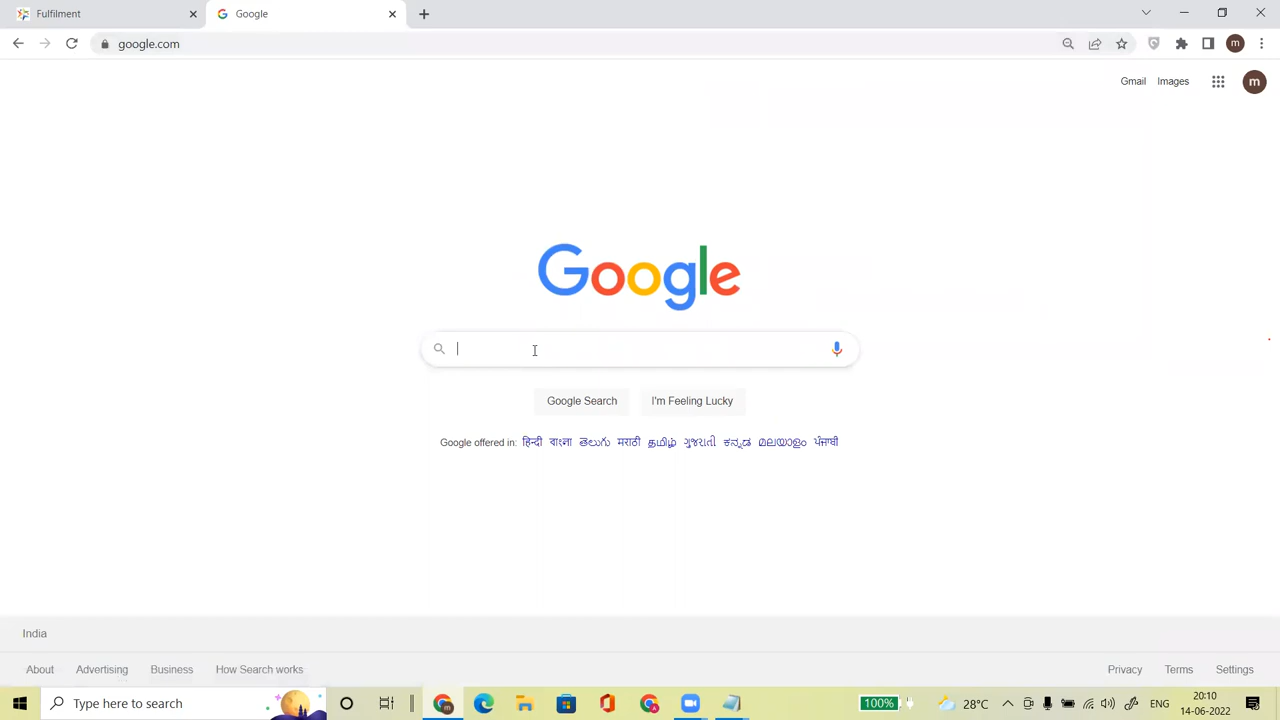 Fulfilment
Google
google.com
m
Gmail Images
m
Google
Google Search
I'm Feeling Lucky
Google offered in: हिन्दी বাংলা తెలుగు मराठी தமிழ் ગુજરાતી ಕನ್ನಡ മലയാളം ਪੰਜਾਬੀ
India
About Advertising Business How Search works
Privacy Terms Settings
Type here to search
100%
28°C
ENG
20:10
14-06-2022